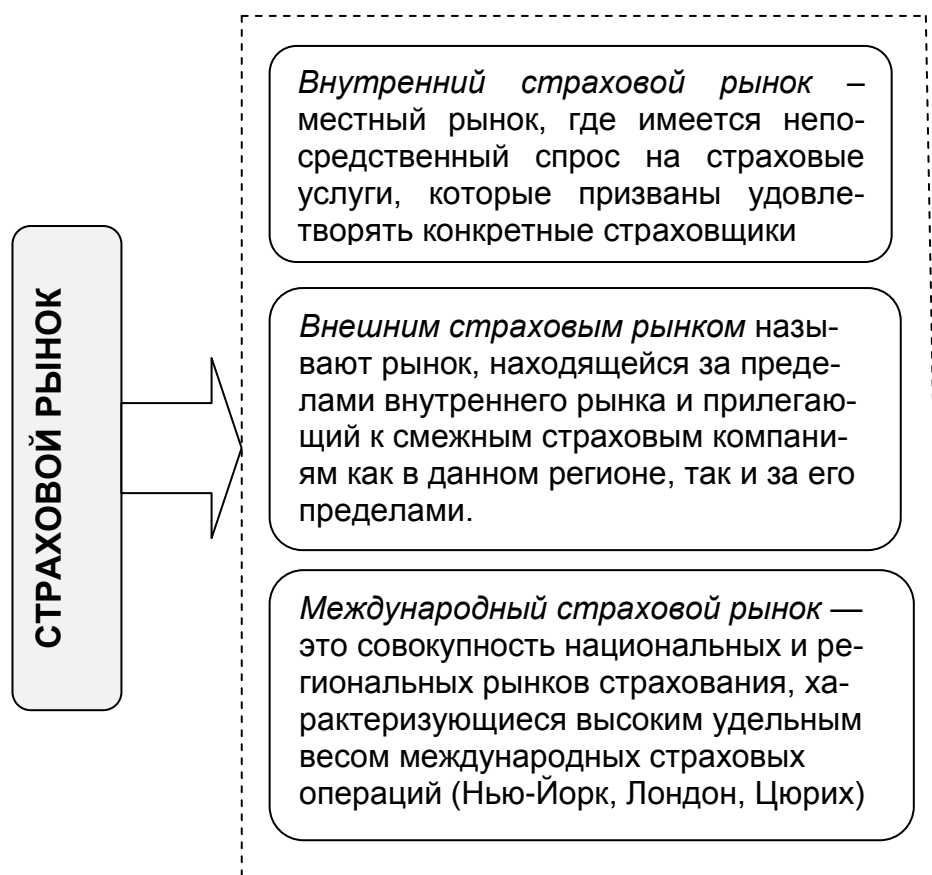 СТРАХОВОЙ РЫНОК
Внутренний страховой рынок –
местный рынок, где имеется непо-
средственный спрос на страховые
услуги, которые призваны удовле-
творять конкретные страховщики
Внешним страховым рынком назы-
вают рынок, находящейся за преде-
лами внутреннего рынка и прилегаю-
щий к смежным страховым компани-
ям как в данном регионе, так и за его
пределами.
Международный страховой рынок —
это совокупность национальных и ре-
гиональных рынков страхования, ха-
рактеризующиеся высоким удельным
весом международных страховых
операций (Нью-Йорк, Лондон, Цюрих)